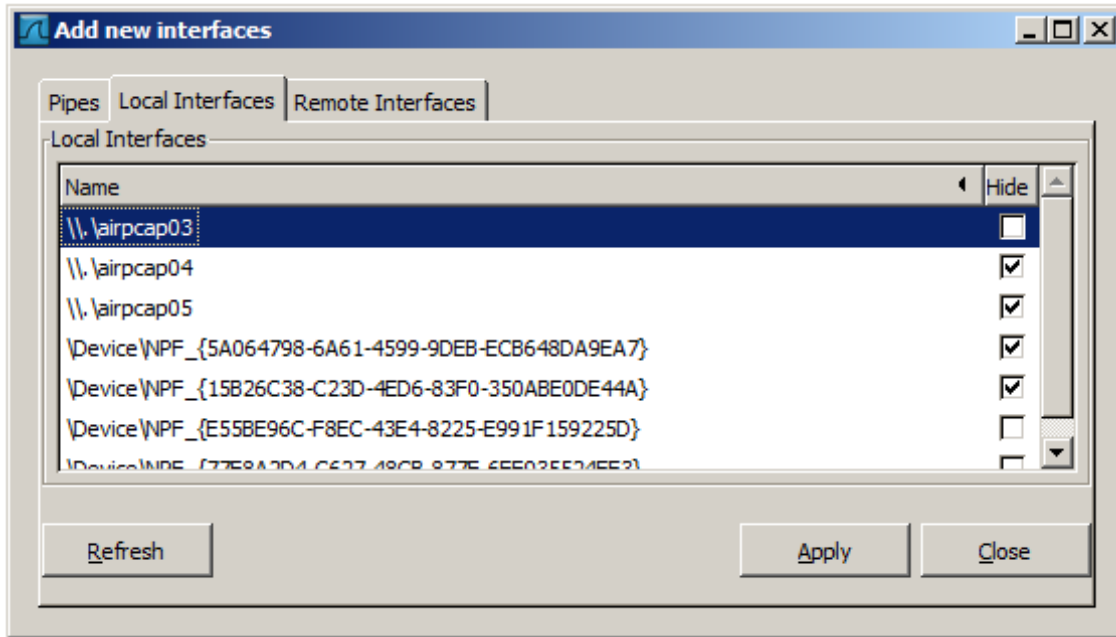 Add new interfaces
Pipes Local Interfaces Remote Interfaces
Local Interfaces
Name Hide
\\.\airpcap03
\\.\airpcap04
\\.\airpcap05
\Device\NPF_{5A064798-6A61-4599-9DEB-ECB648DA9EA7}
\Device\NPF_{15B26C38-C23D-4ED6-83F0-350ABE0DE44A}
\Device\NPF_{E55BE96C-F8EC-43E4-8225-E991F159225D}
Refresh Apply Close